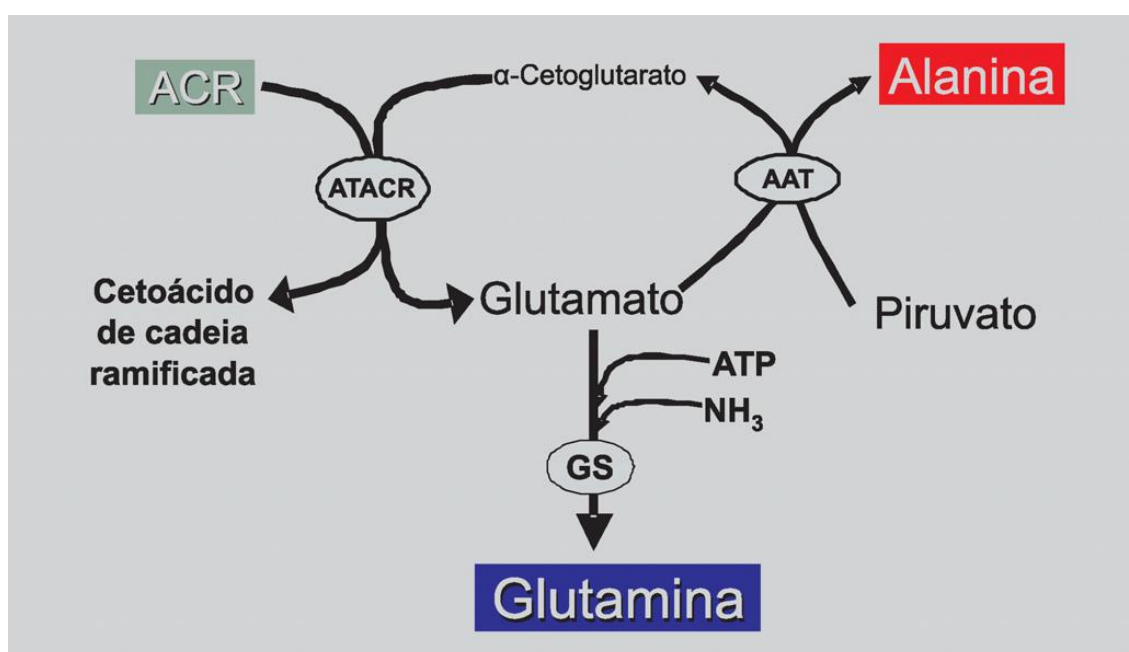 ACR
α-Cetoglutarato
Alanina
ATACR
AAT
Cetoácido
de cadeia
ramificada
Glutamato
Piruvato
ATP
NH₃
GS
Glutamina